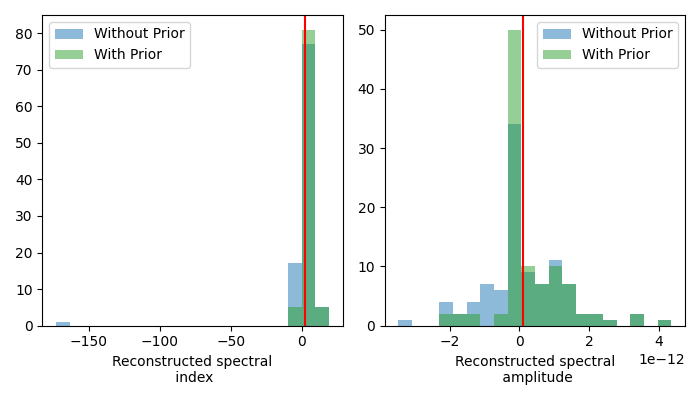 Without Prior
With Prior
80
70
60
50
40
30
20
10
0
−150
−100
−50
0
Reconstructed spectral
index
Without Prior
With Prior
50
40
30
20
10
0
−2
0
2
4
1e−12
Reconstructed spectral
amplitude